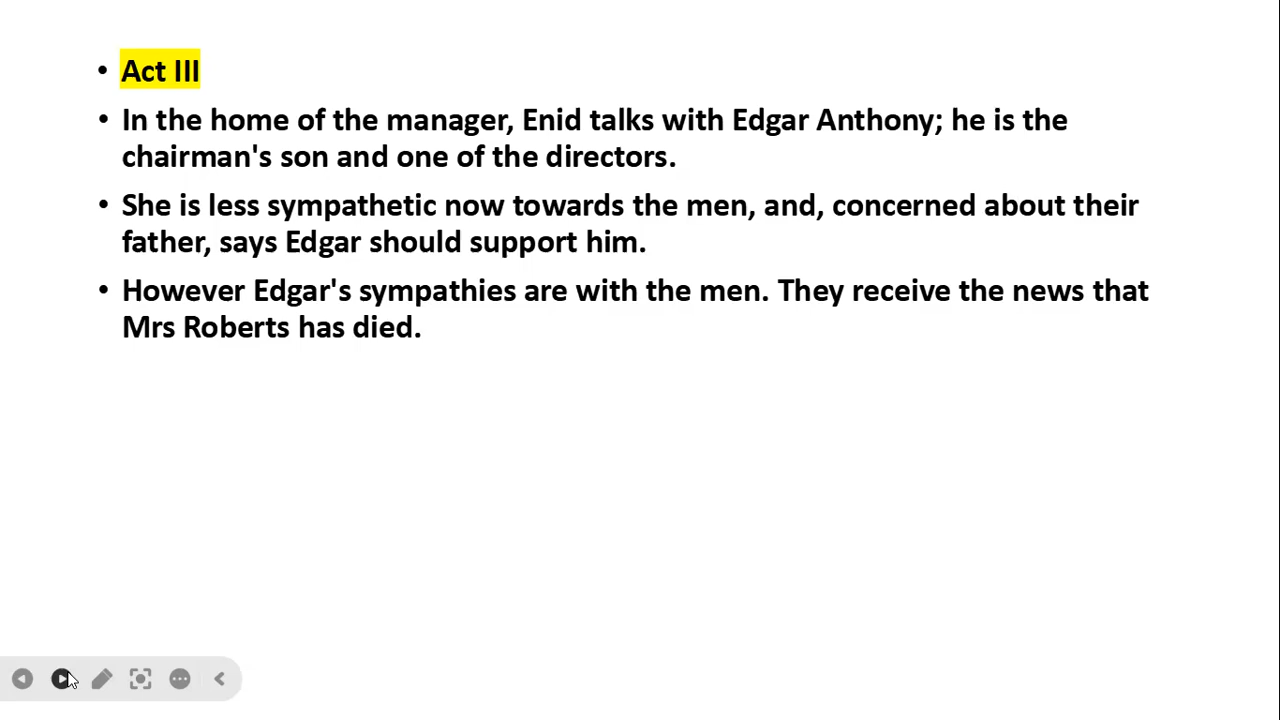 • Act III
• In the home of the manager, Enid talks with Edgar Anthony; he is the
chairman's son and one of the directors.
• She is less sympathetic now towards the men, and, concerned about their
father, says Edgar should support him.
• However Edgar's sympathies are with the men. They receive the news that
Mrs Roberts has died.